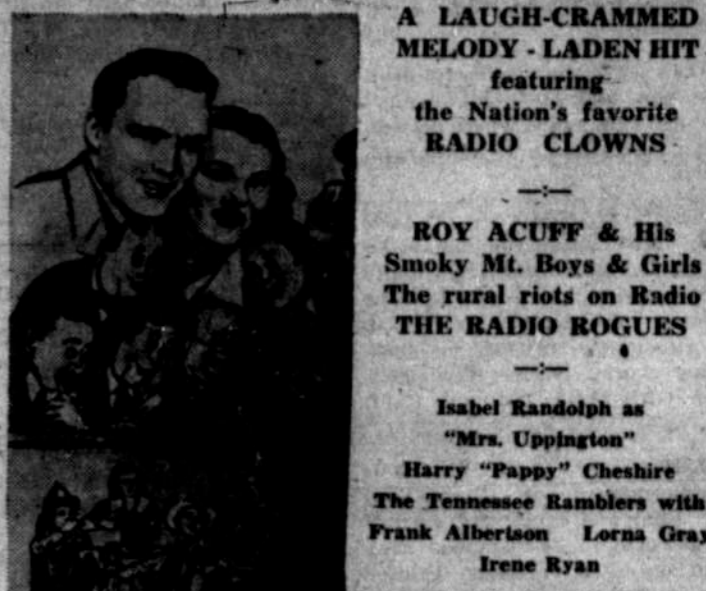 A LAUGH-CRAMMED
MELODY - LADEN HIT
featuring
the Nation's favorite
RADIO CLOWNS
ROY ACUFF & His
Smoky Mt. Boys & Girls
The rural riots on Radio
THE RADIO ROGUES
Isabel Randolph as
"Mrs. Uppington"
Harry "Pappy" Cheshire
The Tennessee Ramblers with
Frank Albertson Lorna Gray
Irene Ryan